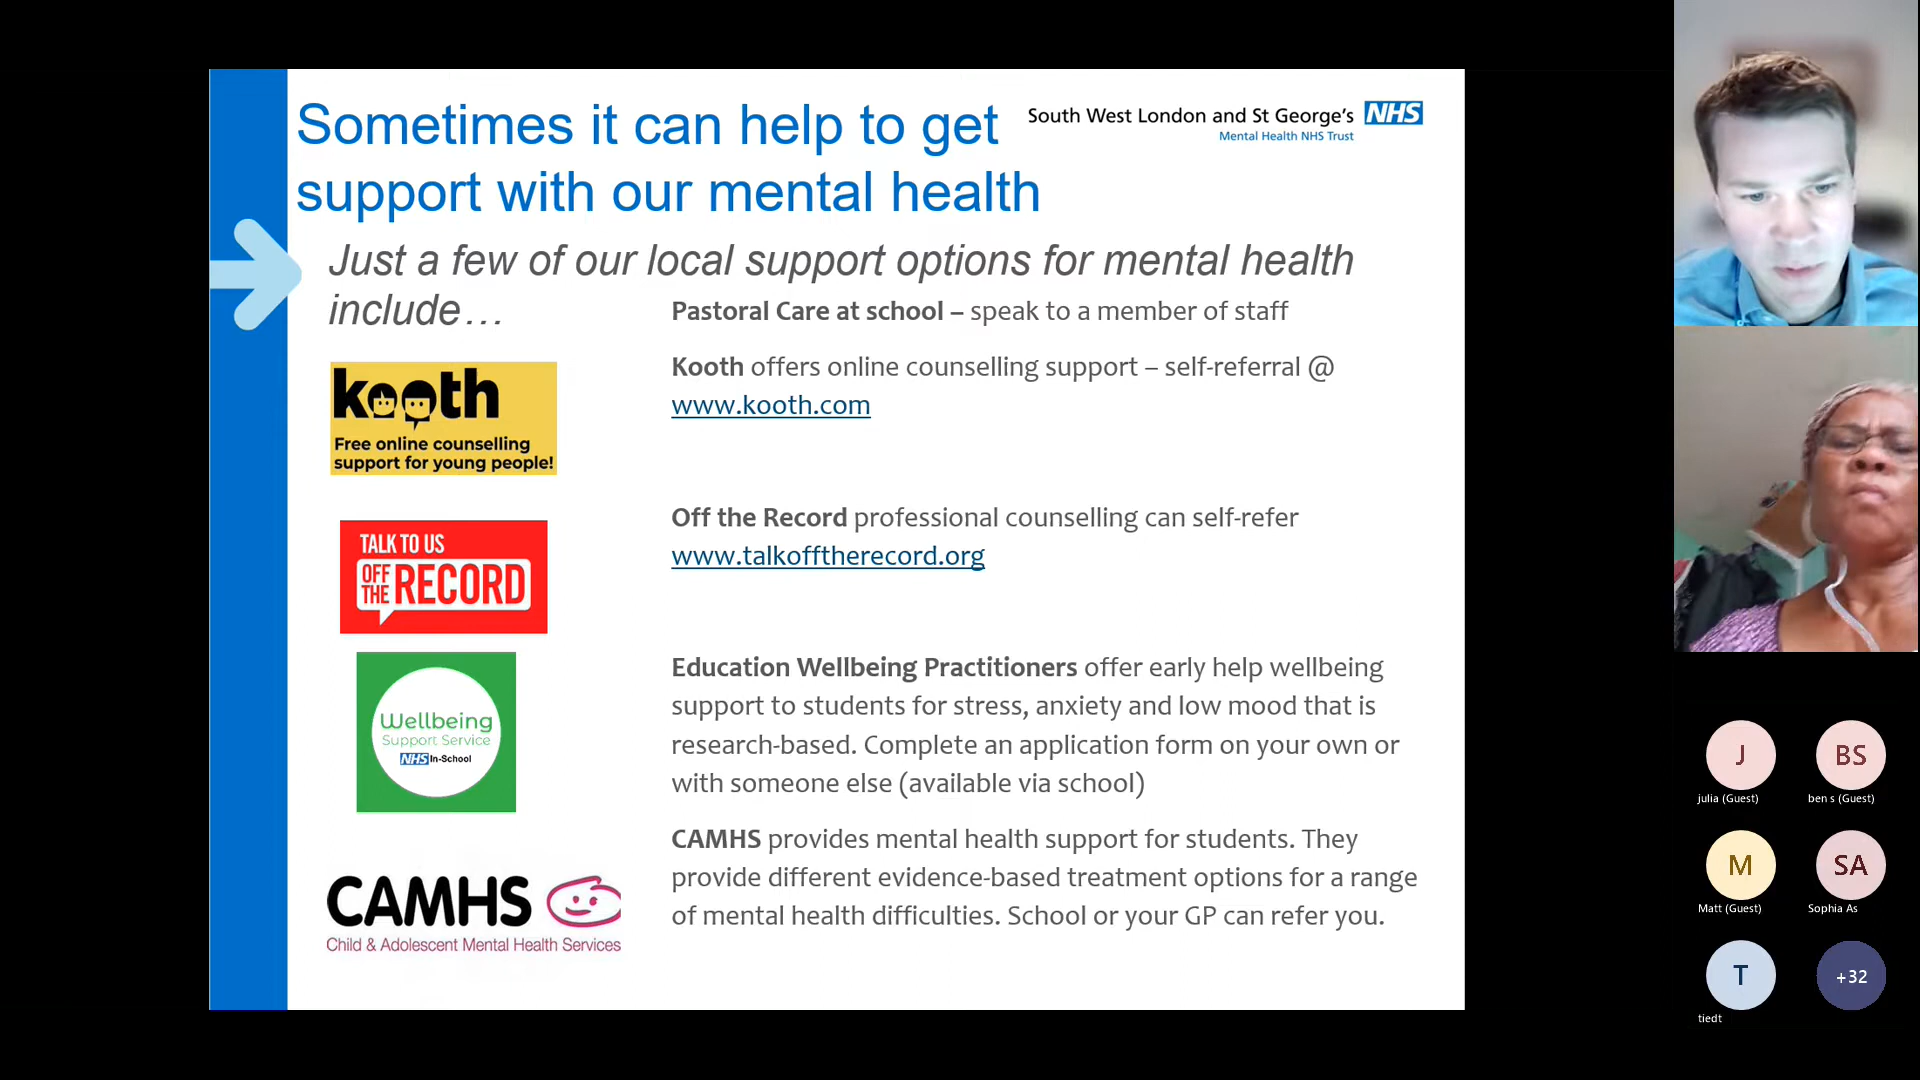 Sometimes it can help to get
support with our mental health
South West London and St George's NHS
Mental Health NHS Trust
Just a few of our local support options for mental health
include…
Pastoral Care at school – speak to a member of staff
kooth
Free online counselling
support for young people!
Kooth offers online counselling support – self-referral @
www.kooth.com
TALK TO US
OFF
THE RECORD
Off the Record professional counselling can self-refer
www.talkofftherecord.org
Wellbeing
Support Service
NHS In-School
Education Wellbeing Practitioners offer early help wellbeing
support to students for stress, anxiety and low mood that is
research-based. Complete an application form on your own or
with someone else (available via school)
CAMHS
Child & Adolescent Mental Health Services
CAMHS provides mental health support for students. They
provide different evidence-based treatment options for a range
of mental health difficulties. School or your GP can refer you.
J
julia (Guest)
BS
ben s (Guest)
M
Matt (Guest)
SA
Sophia As
T
tiedt
+32